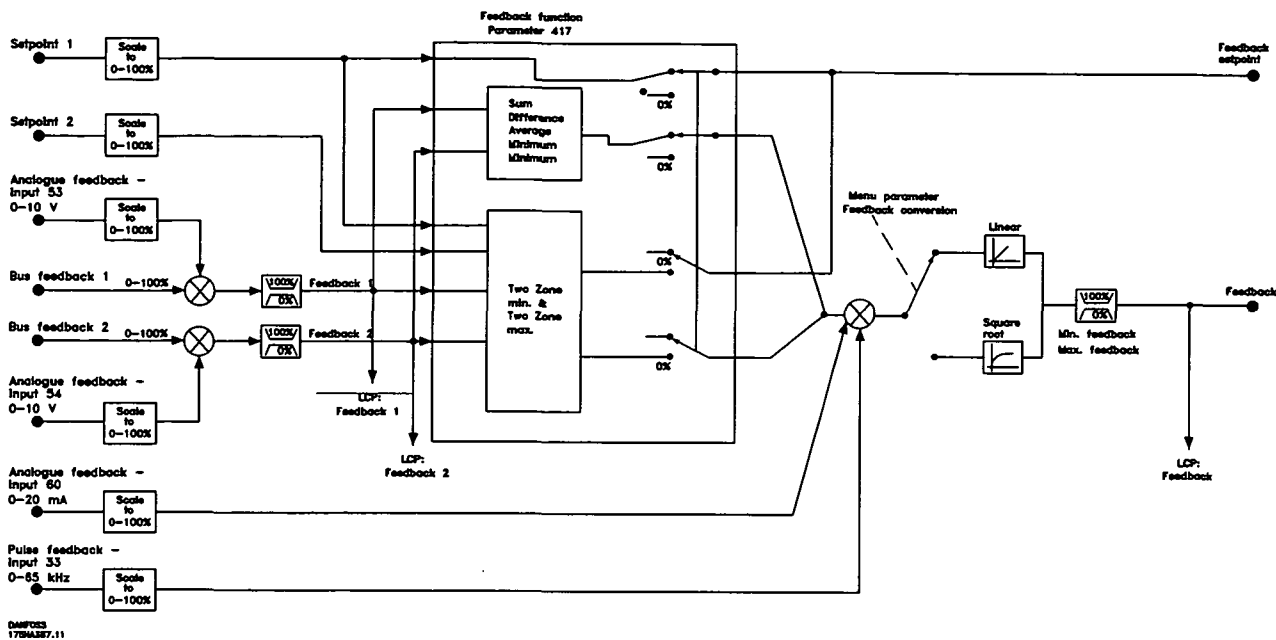 Feedback function
Parameter 417
Setpoint 1
Scale
to
0-100%
Feedback
setpoint
0%
Sum
Difference
Average
Minimum
Minimum
0%
Setpoint 2
Scale
to
0-100%
Analogue feedback -
Input 53
0-10 V
Scale
to
0-100%
Menu parameter
Feedback conversion
Linear
0%
Bus feedback 1
0-100%
100%
0%
Feedback 1
Two Zone
min. &
Two Zone
max.
Feedback
100%
0%
Min. feedback
Max. feedback
Bus feedback 2
0-100%
100%
0%
Feedback 2
Square
root
0%
Analogue feedback -
Input 54
0-10 V
Scale
to
0-100%
LCP:
Feedback 1
LCP:
Feedback 2
LCP:
Feedback
Analogue feedback -
Input 60
0-20 mA
Scale
to
0-100%
Pulse feedback -
Input 33
0-65 kHz
Scale
to
0-100%
DANFOSS